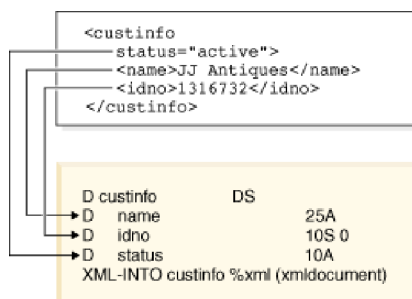 <custinfo
status="active">
<name>JJ Antiques</name>
<idno>1316732</idno>
</custinfo>
D custinfo DS
D name 25A
D idno 10S 0
D status 10A
XML-INTO custinfo %xml (xmldocument)